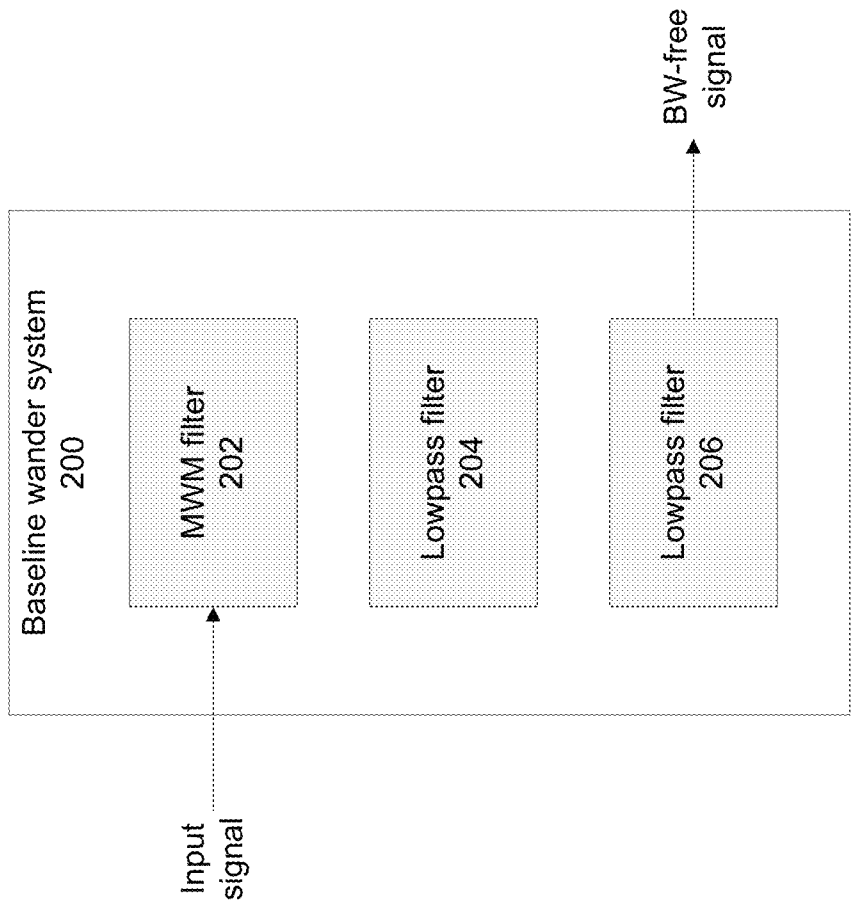 Baseline wander system
200
Input
signal
MWM filter
202
Lowpass filter
204
Lowpass filter
206
BW-free
signal